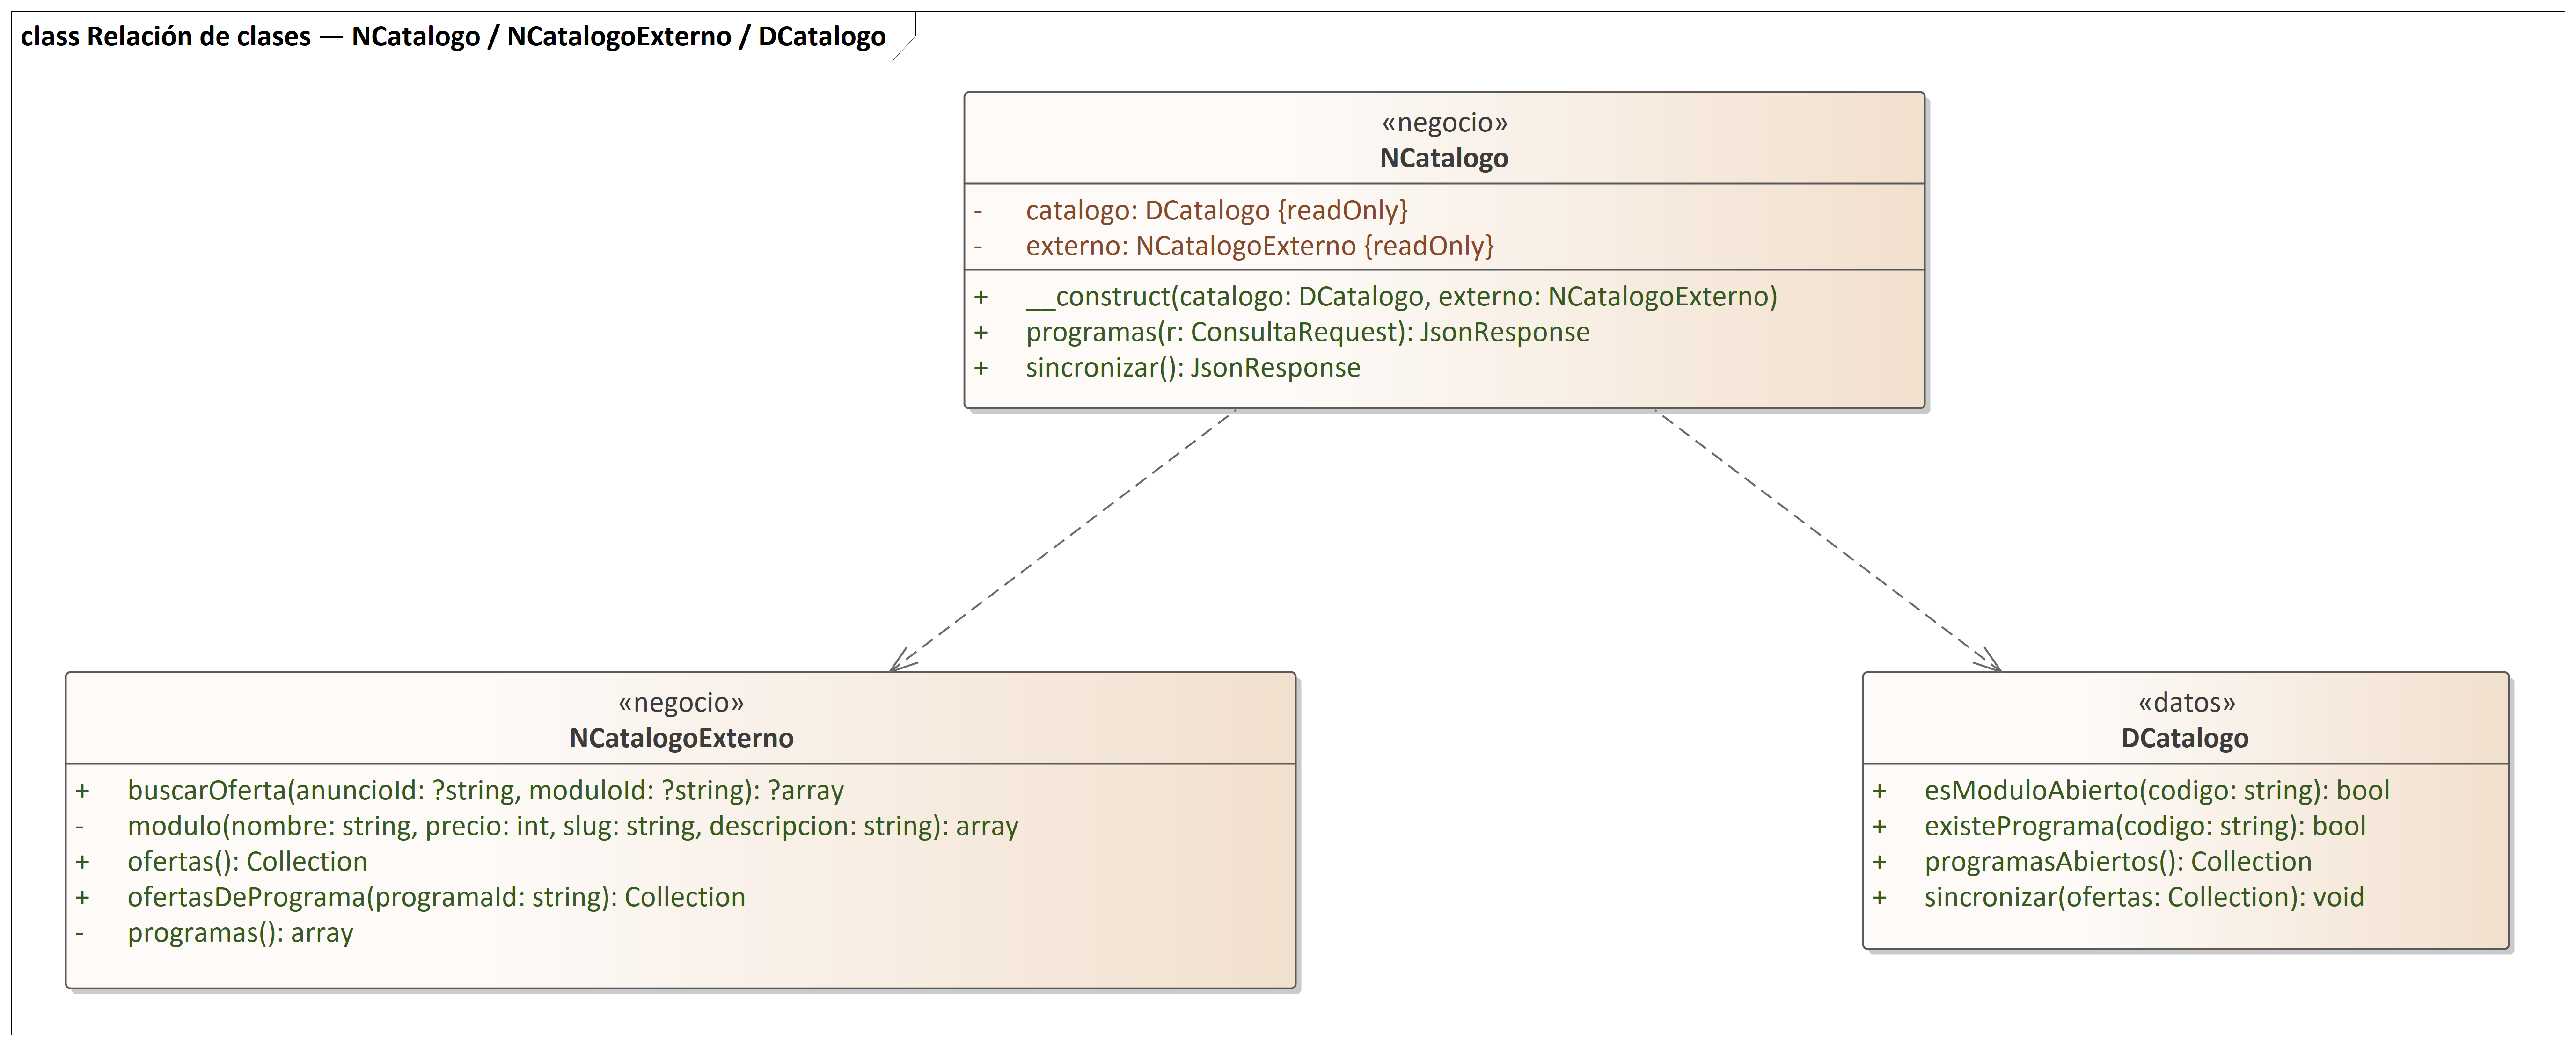 class Relación de clases — NCatalogo / NCatalogoExterno / DCatalogo
«negocio»
NCatalogo
- catalogo: DCatalogo {readOnly}
- externo: NCatalogoExterno {readOnly}
+ __construct(catalogo: DCatalogo, externo: NCatalogoExterno)
+ programas(r: ConsultaRequest): JsonResponse
+ sincronizar(): JsonResponse
«negocio»
NCatalogoExterno
+ buscarOferta(anuncioId: ?string, moduloId: ?string): ?array
- modulo(nombre: string, precio: int, slug: string, descripcion: string): array
+ ofertas(): Collection
+ ofertasDePrograma(programaId: string): Collection
- programas(): array
«datos»
DCatalogo
+ esModuloAbierto(codigo: string): bool
+ existePrograma(codigo: string): bool
+ programasAbiertos(): Collection
+ sincronizar(ofertas: Collection): void